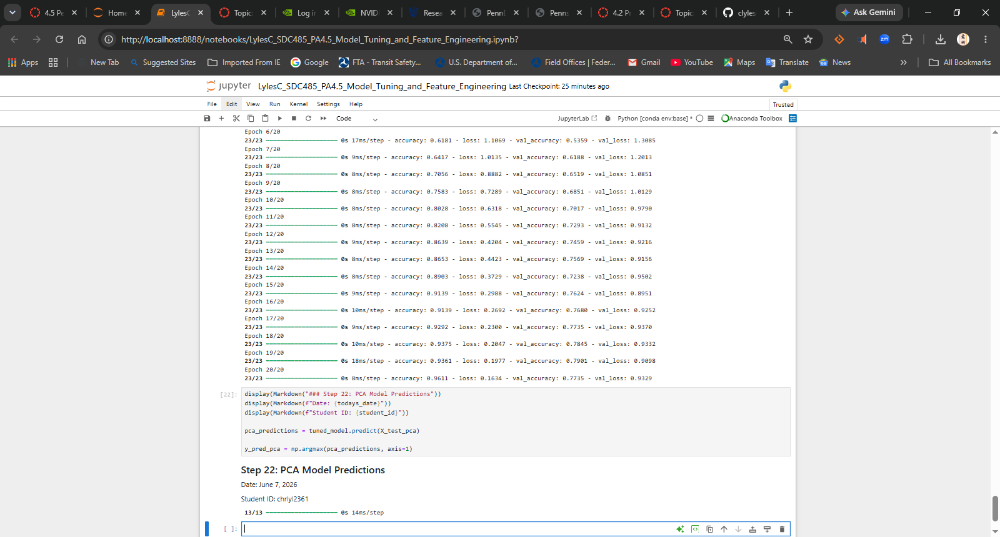 4.5 Pe
Home
LylesC
Topic:
Log in
NVIDI
Resea
PennD
Penns
4.2 Pr
Topic:
clyles
Ask Gemini
http://localhost:8888/notebooks/LylesC_SDC485_PA4.5_Model_Tuning_and_Feature_Engineering.ipynb?
Apps
New Tab
Suggested Sites
Imported From IE
Google
FTA - Transit Safety...
U.S. Department of...
Field Offices | Feder...
Gmail
YouTube
Maps
Translate
News
»
All Bookmarks
jupyter LylesC_SDC485_PA4.5_Model_Tuning_and_Feature_Engineering Last Checkpoint: 25 minutes ago
File Edit View Run Kernel Settings Help
Trusted
Code
JupyterLab
Python [conda env:base] *
Anaconda Toolbox
Epoch 6/20
23/23 ━━━━━━━━━━━━━━━━━━━━ 0s 17ms/step - accuracy: 0.6181 - loss: 1.1069 - val_accuracy: 0.5359 - val_loss: 1.3085
Epoch 7/20
23/23 ━━━━━━━━━━━━━━━━━━━━ 0s 9ms/step - accuracy: 0.6417 - loss: 1.0135 - val_accuracy: 0.6188 - val_loss: 1.2013
Epoch 8/20
23/23 ━━━━━━━━━━━━━━━━━━━━ 0s 8ms/step - accuracy: 0.7056 - loss: 0.8882 - val_accuracy: 0.6519 - val_loss: 1.0851
Epoch 9/20
23/23 ━━━━━━━━━━━━━━━━━━━━ 0s 8ms/step - accuracy: 0.7583 - loss: 0.7289 - val_accuracy: 0.6851 - val_loss: 1.0129
Epoch 10/20
23/23 ━━━━━━━━━━━━━━━━━━━━ 0s 8ms/step - accuracy: 0.8028 - loss: 0.6318 - val_accuracy: 0.7017 - val_loss: 0.9790
Epoch 11/20
23/23 ━━━━━━━━━━━━━━━━━━━━ 0s 8ms/step - accuracy: 0.8208 - loss: 0.5545 - val_accuracy: 0.7293 - val_loss: 0.9132
Epoch 12/20
23/23 ━━━━━━━━━━━━━━━━━━━━ 0s 9ms/step - accuracy: 0.8639 - loss: 0.4204 - val_accuracy: 0.7459 - val_loss: 0.9216
Epoch 13/20
23/23 ━━━━━━━━━━━━━━━━━━━━ 0s 8ms/step - accuracy: 0.8653 - loss: 0.4423 - val_accuracy: 0.7569 - val_loss: 0.9156
Epoch 14/20
23/23 ━━━━━━━━━━━━━━━━━━━━ 0s 8ms/step - accuracy: 0.8903 - loss: 0.3729 - val_accuracy: 0.7238 - val_loss: 0.9502
Epoch 15/20
23/23 ━━━━━━━━━━━━━━━━━━━━ 0s 9ms/step - accuracy: 0.9139 - loss: 0.2988 - val_accuracy: 0.7624 - val_loss: 0.8951
Epoch 16/20
23/23 ━━━━━━━━━━━━━━━━━━━━ 0s 10ms/step - accuracy: 0.9139 - loss: 0.2692 - val_accuracy: 0.7680 - val_loss: 0.9252
Epoch 17/20
23/23 ━━━━━━━━━━━━━━━━━━━━ 0s 9ms/step - accuracy: 0.9292 - loss: 0.2300 - val_accuracy: 0.7735 - val_loss: 0.9370
Epoch 18/20
23/23 ━━━━━━━━━━━━━━━━━━━━ 0s 10ms/step - accuracy: 0.9375 - loss: 0.2047 - val_accuracy: 0.7845 - val_loss: 0.9332
Epoch 19/20
23/23 ━━━━━━━━━━━━━━━━━━━━ 0s 18ms/step - accuracy: 0.9361 - loss: 0.1977 - val_accuracy: 0.7901 - val_loss: 0.9098
Epoch 20/20
23/23 ━━━━━━━━━━━━━━━━━━━━ 0s 8ms/step - accuracy: 0.9611 - loss: 0.1634 - val_accuracy: 0.7735 - val_loss: 0.9329
[22]: display(Markdown("### Step 22: PCA Model Predictions"))
display(Markdown(f"Date: {todays_date}"))
display(Markdown(f"Student ID: {student_id}"))
pca_predictions = tuned_model.predict(X_test_pca)
y_pred_pca = np.argmax(pca_predictions, axis=1)
Step 22: PCA Model Predictions
Date: June 7, 2026
Student ID: chrlyl2361
13/13 ━━━━━━━━━━━━━━━━━━━━ 0s 14ms/step
[ ]: